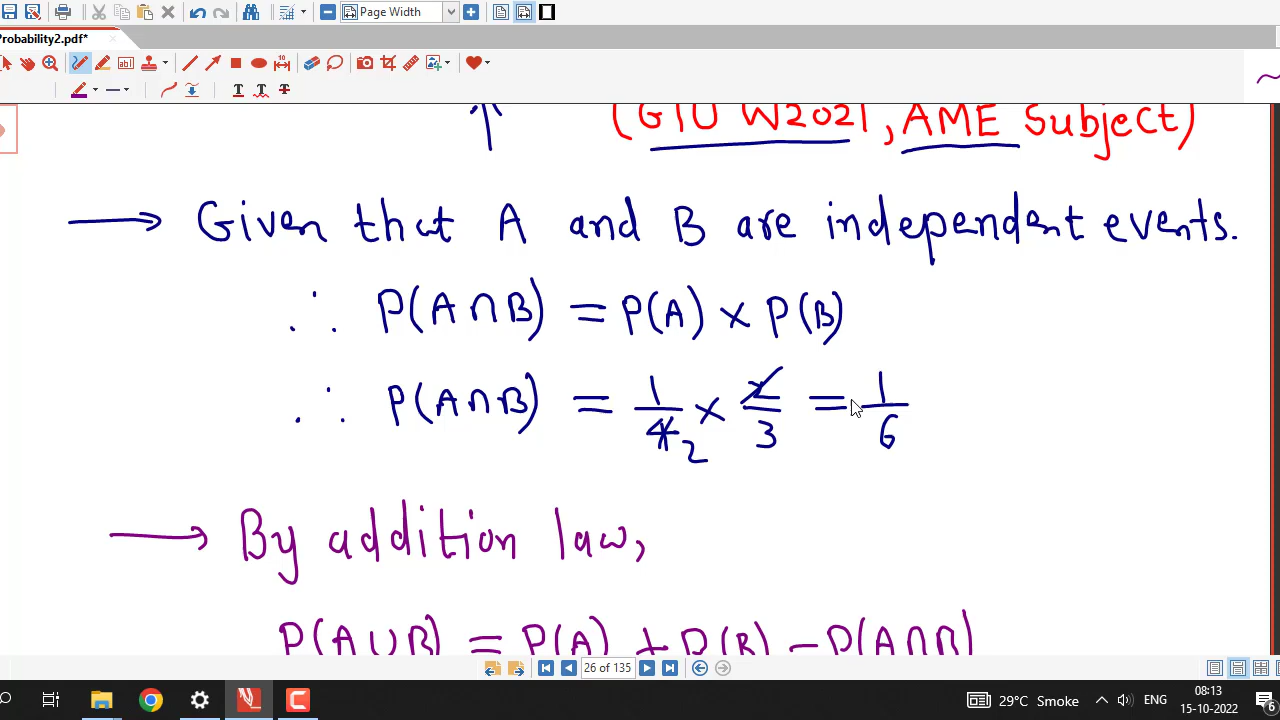 Page Width
Probability2.pdf*
(GTU W2021, AME Subject)
Given that A and B are independent events.
∴ P(A∩B) = P(A) × P(B)
∴ P(A∩B) = 1/4 2 × 2/3 = 1/6
By addition law,
P(A∪B) = P(A) + P(B) − P(A∩B)
26 of 135
29°C Smoke ENG 08:13
15-10-2022
6